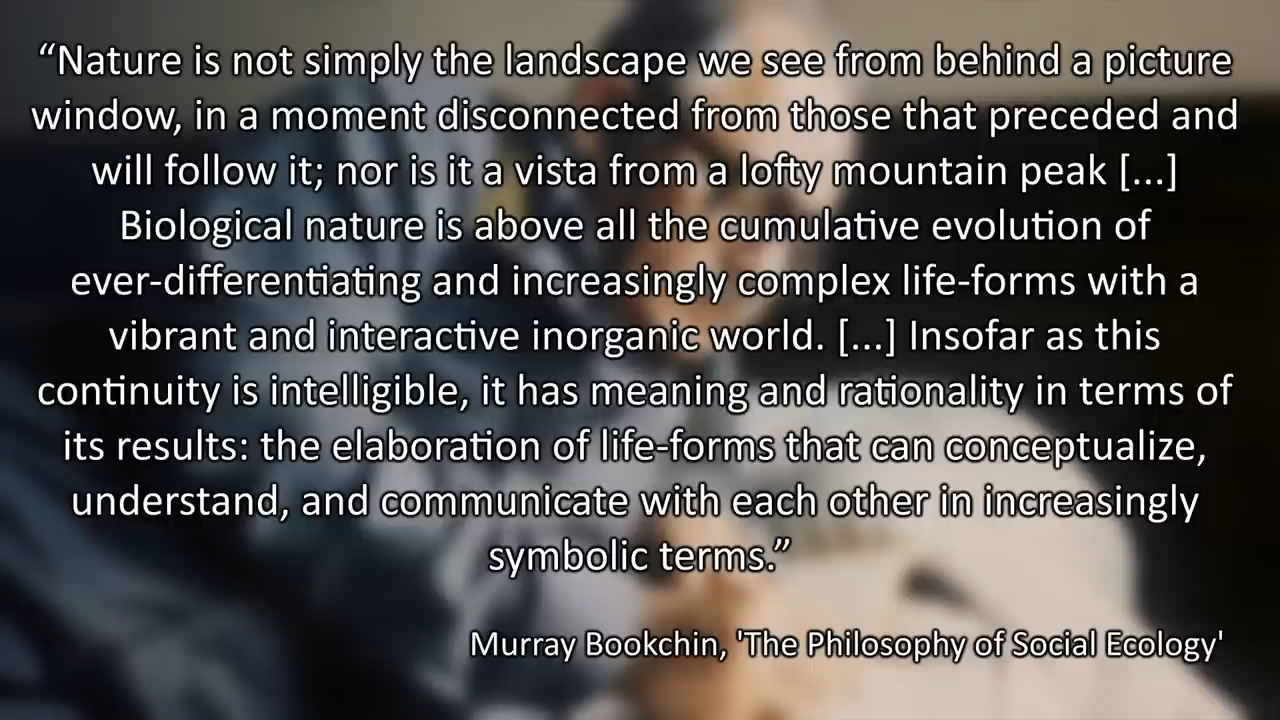 “Nature is not simply the landscape we see from behind a picture
window, in a moment disconnected from those that preceded and
will follow it; nor is it a vista from a lofty mountain peak [...]
Biological nature is above all the cumulative evolution of
ever-differentiating and increasingly complex life-forms with a
vibrant and interactive inorganic world. [...] Insofar as this
continuity is intelligible, it has meaning and rationality in terms of
its results: the elaboration of life-forms that can conceptualize,
understand, and communicate with each other in increasingly
symbolic terms.”
Murray Bookchin, 'The Philosophy of Social Ecology'